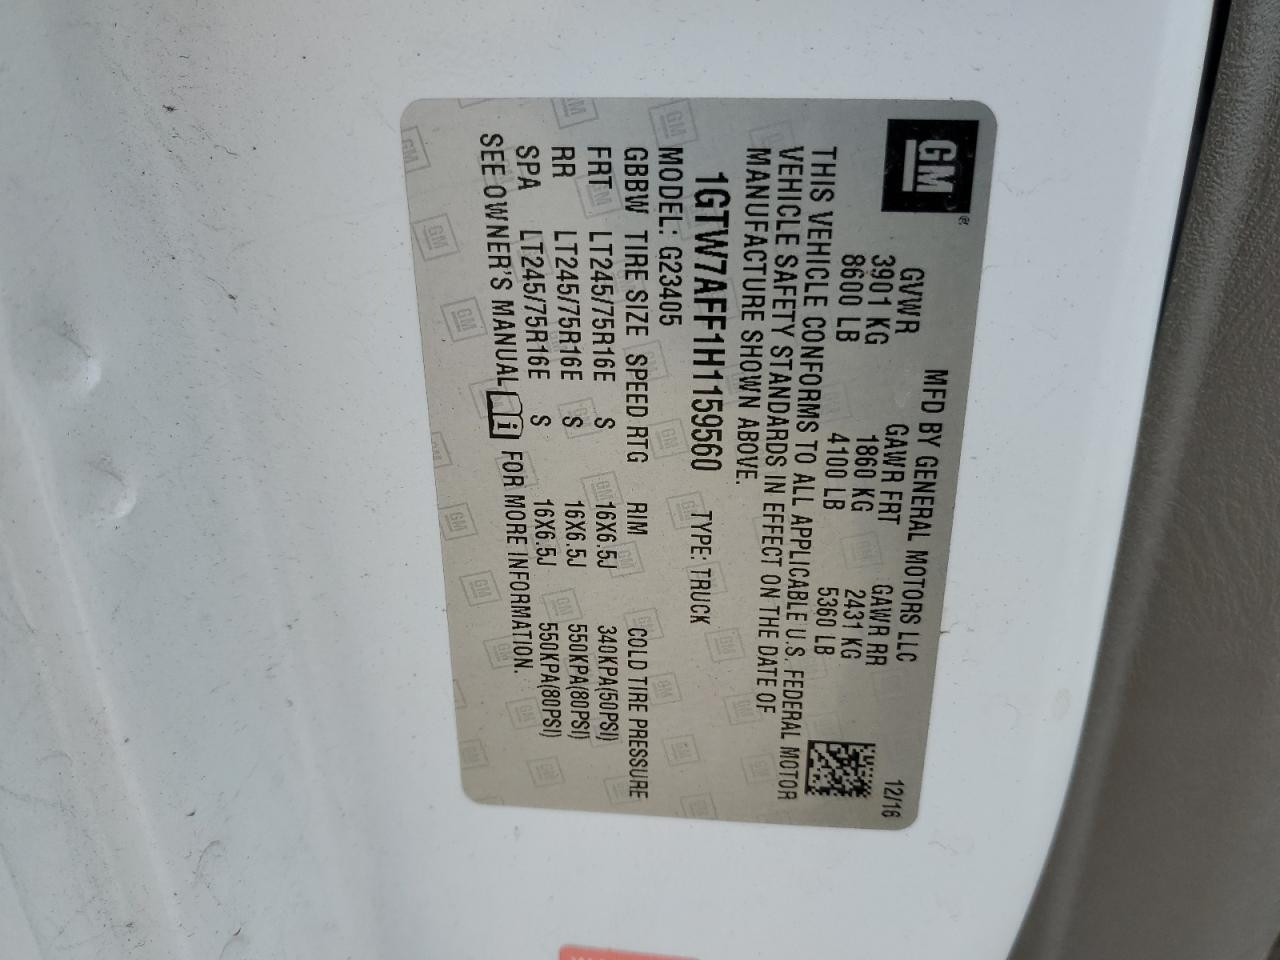 GM®
MFD BY GENERAL MOTORS LLC 12/16
GVWR GAWR FRT GAWR RR
3901 KG 1860 KG 2431 KG
8600 LB 4100 LB 5360 LB
THIS VEHICLE CONFORMS TO ALL APPLICABLE U.S. FEDERAL MOTOR
VEHICLE SAFETY STANDARDS IN EFFECT ON THE DATE OF
MANUFACTURE SHOWN ABOVE.
1GTW7AFF1H1159560 TYPE: TRUCK
MODEL: G23405
GBBW TIRE SIZE SPEED RTG RIM COLD TIRE PRESSURE
FRT LT245/75R16E S 16X6.5J 340KPA(50PSI)
RR LT245/75R16E S 16X6.5J 550KPA(80PSI)
SPA LT245/75R16E S 16X6.5J 550KPA(80PSI)
SEE OWNER'S MANUAL i FOR MORE INFORMATION.